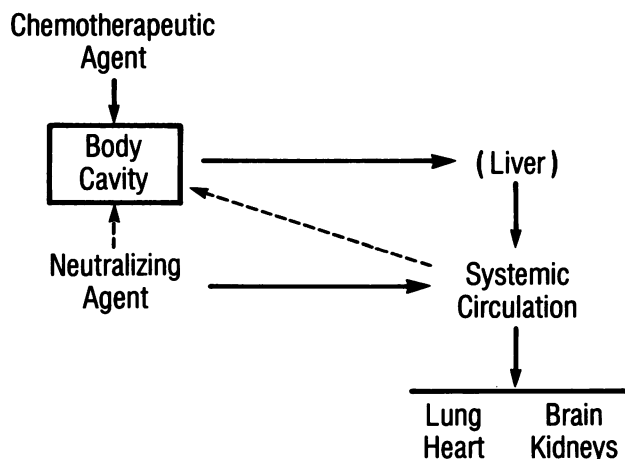 Chemotherapeutic
Agent
Body
Cavity
(Liver)
Neutralizing
Agent
Systemic
Circulation
Lung Brain
Heart Kidneys